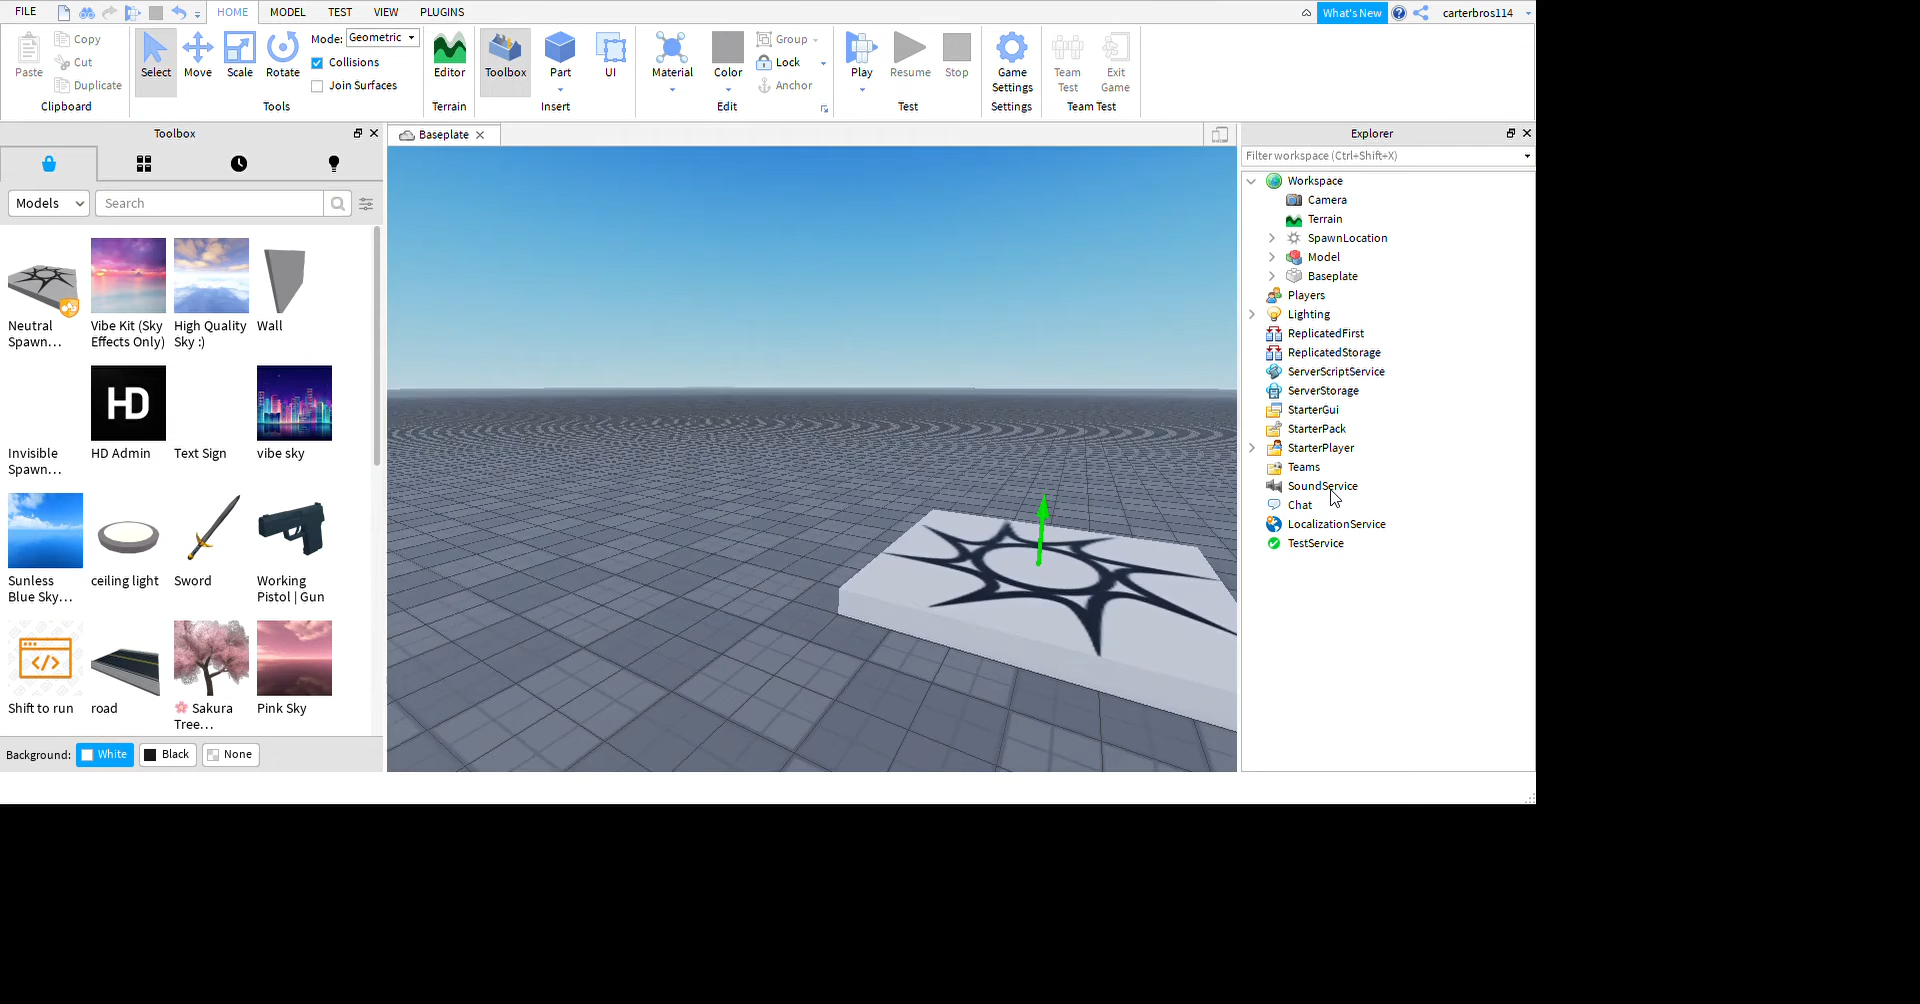 FILE HOME MODEL TEST VIEW PLUGINS What's New carterbros114
Paste Copy Cut Duplicate Clipboard
Select Move Scale Rotate Mode: Geometric
Collisions
Join Surfaces
Tools
Editor
Terrain
Toolbox Part UI
Insert
Material Color Group Lock Anchor
Edit
Play Resume Stop
Test
Game Settings
Settings
Team Test Exit Game
Team Test
Toolbox
Models Search
Neutral Spawn...
Vibe Kit (Sky Effects Only)
High Quality Sky :)
Wall
Invisible Spawn...
HD
HD Admin
Text Sign
vibe sky
Sunless Blue Sky...
ceiling light
Sword
Working Pistol | Gun
</>
Shift to run
road
🌸 Sakura Tree...
Pink Sky
Background: White Black None
Baseplate
Explorer
Filter workspace (Ctrl+Shift+X)
Workspace
Camera
Terrain
SpawnLocation
Model
Baseplate
Players
Lighting
ReplicatedFirst
ReplicatedStorage
ServerScriptService
ServerStorage
StarterGui
StarterPack
StarterPlayer
Teams
SoundService
Chat
LocalizationService
TestService